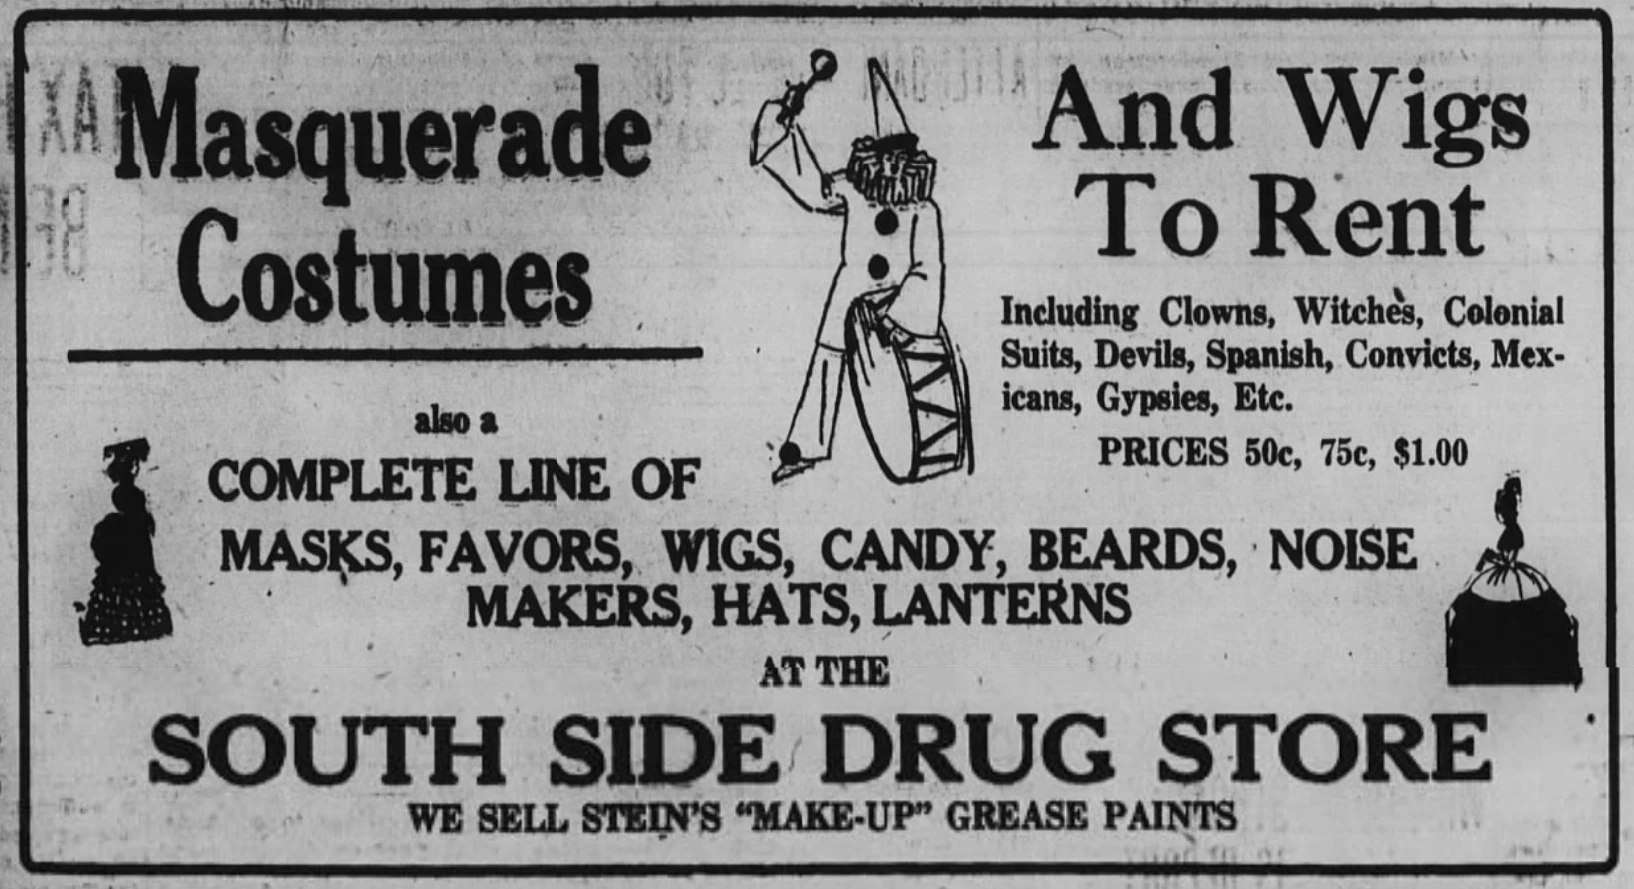 Masquerade
Costumes
And Wigs
To Rent
Including Clowns, Witches, Colonial
Suits, Devils, Spanish, Convicts, Mex-
icans, Gypsies, Etc.
PRICES 50c, 75c, $1.00
also a
COMPLETE LINE OF
MASKS, FAVORS, WIGS, CANDY, BEARDS, NOISE
MAKERS, HATS, LANTERNS
AT THE
SOUTH SIDE DRUG STORE
WE SELL STEIN'S "MAKE-UP" GREASE PAINTS